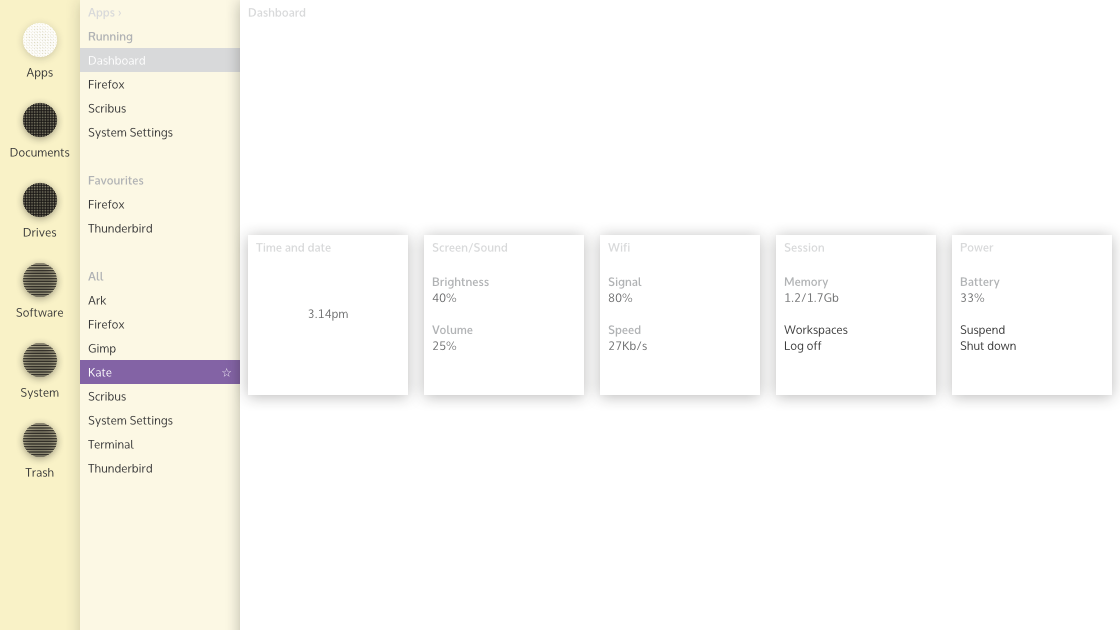 Apps
Documents
Drives
Software
System
Trash
Apps ›
Running
Dashboard
Firefox
Scribus
System Settings
Favourites
Firefox
Thunderbird
All
Ark
Firefox
Gimp
Kate ☆
Scribus
System Settings
Terminal
Thunderbird
Dashboard
Time and date
3.14pm
Screen/Sound
Brightness
40%
Volume
25%
Wifi
Signal
80%
Speed
27Kb/s
Session
Memory
1.2/1.7Gb
Workspaces
Log off
Power
Battery
33%
Suspend
Shut down